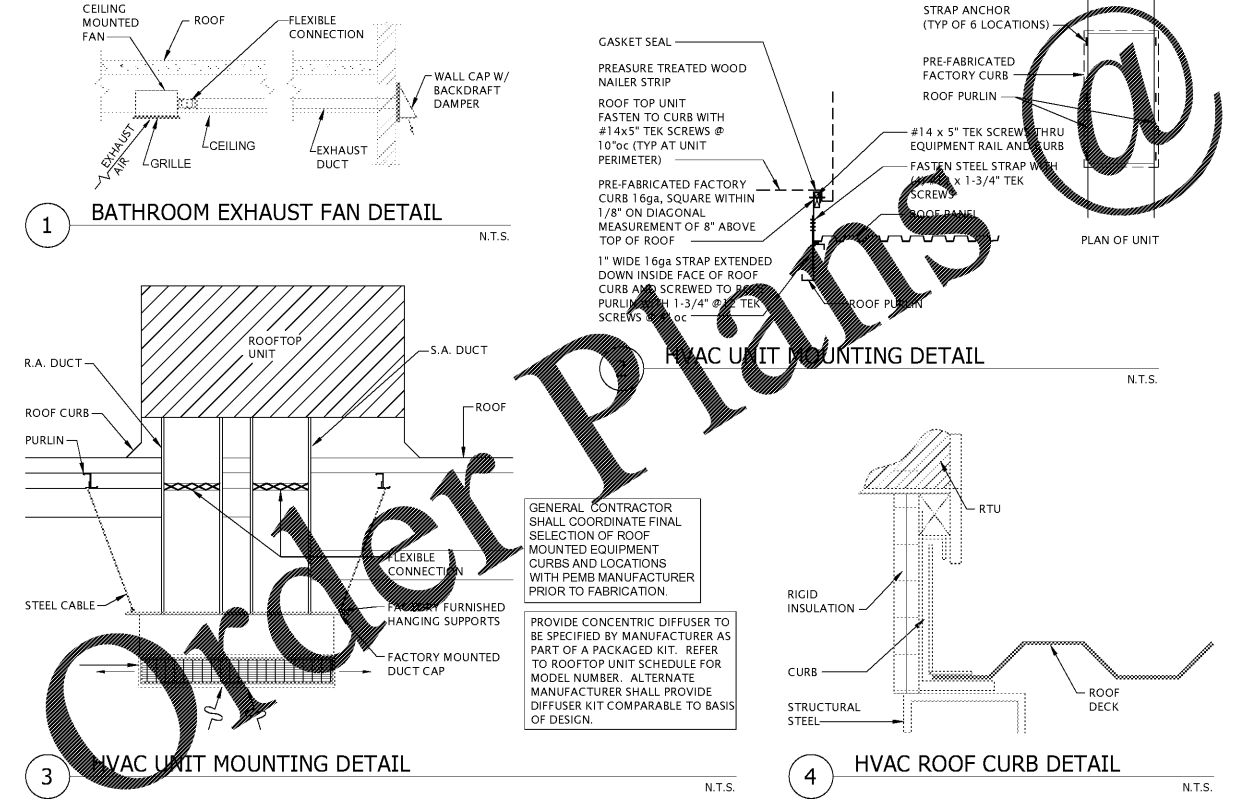 CEILING
MOUNTED
FAN
ROOF
FLEXIBLE
CONNECTION
WALL CAP W/
BACKDRAFT
DAMPER
EXHAUST
AIR
GRILLE
CEILING
EXHAUST
DUCT
1
BATHROOM EXHAUST FAN DETAIL
N.T.S.
GASKET SEAL
PREASURE TREATED WOOD
NAILER STRIP
ROOF TOP UNIT
FASTEN TO CURB WITH
#14x5" TEK SCREWS @
10"oc (TYP AT UNIT
PERIMETER)
PRE-FABRICATED FACTORY
CURB 16ga, SQUARE WITHIN
1/8" ON DIAGONAL
MEASUREMENT OF 8" ABOVE
TOP OF ROOF
1" WIDE 16ga STRAP EXTENDED
DOWN INSIDE FACE OF ROOF
CURB AND SCREWED TO ROOF
PURLIN WITH 1-3/4" @12 TEK
SCREWS @ oc
STRAP ANCHOR
(TYP OF 6 LOCATIONS)
PRE-FABRICATED
FACTORY CURB
ROOF PURLIN
#14 x 5" TEK SCREWS THRU
EQUIPMENT RAIL AND CURB
FASTEN STEEL STRAP WITH
x 1-3/4" TEK
SCREWS
ROOF PANEL
PLAN OF UNIT
ROOF PURLIN
2
HVAC UNIT MOUNTING DETAIL
N.T.S.
ROOFTOP
UNIT
R.A. DUCT
S.A. DUCT
ROOF CURB
ROOF
PURLIN
FLEXIBLE
CONNECTION
STEEL CABLE
FACTORY FURNISHED
HANGING SUPPORTS
FACTORY MOUNTED
DUCT CAP
3
HVAC UNIT MOUNTING DETAIL
N.T.S.
GENERAL CONTRACTOR
SHALL COORDINATE FINAL
SELECTION OF ROOF
MOUNTED EQUIPMENT
CURBS AND LOCATIONS
WITH PEMB MANUFACTURER
PRIOR TO FABRICATION.
PROVIDE CONCENTRIC DIFFUSER TO
BE SPECIFIED BY MANUFACTURER AS
PART OF A PACKAGED KIT. REFER
TO ROOFTOP UNIT SCHEDULE FOR
MODEL NUMBER. ALTERNATE
MANUFACTURER SHALL PROVIDE
DIFFUSER KIT COMPARABLE TO BASIS
OF DESIGN.
RTU
RIGID
INSULATION
CURB
ROOF
DECK
STRUCTURAL
STEEL
4
HVAC ROOF CURB DETAIL
N.T.S.
Order Plans @